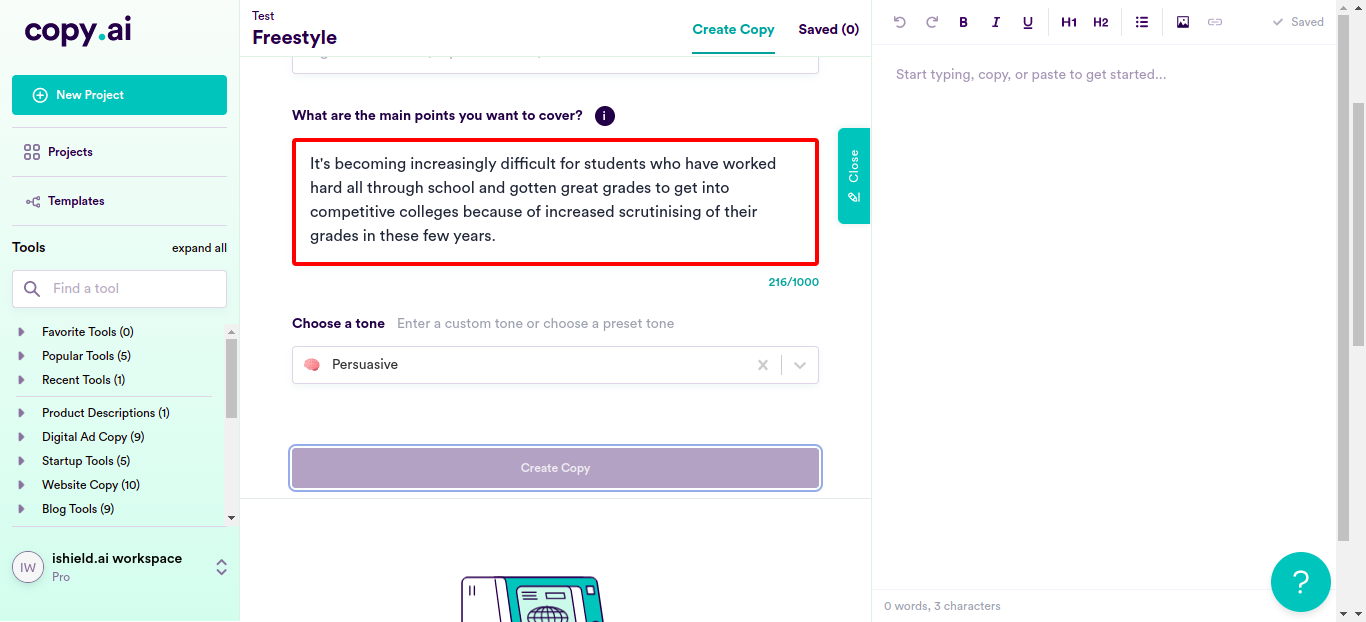 copy.ai
New Project
Projects
Templates
Tools
expand all
Find a tool
Favorite Tools (0)
Popular Tools (5)
Recent Tools (1)
Product Descriptions (1)
Digital Ad Copy (9)
Startup Tools (5)
Website Copy (10)
Blog Tools (9)
IW
ishield.ai workspace
Pro
Test
Freestyle
Create Copy
Saved (0)
What are the main points you want to cover?
i
It's becoming increasingly difficult for students who have worked
hard all through school and gotten great grades to get into
competitive colleges because of increased scrutinising of their
grades in these few years.
216/1000
Choose a tone
Enter a custom tone or choose a preset tone
Persuasive
Create Copy
Close
B
I
U
H1
H2
Saved
Start typing, copy, or paste to get started...
0 words, 3 characters
?